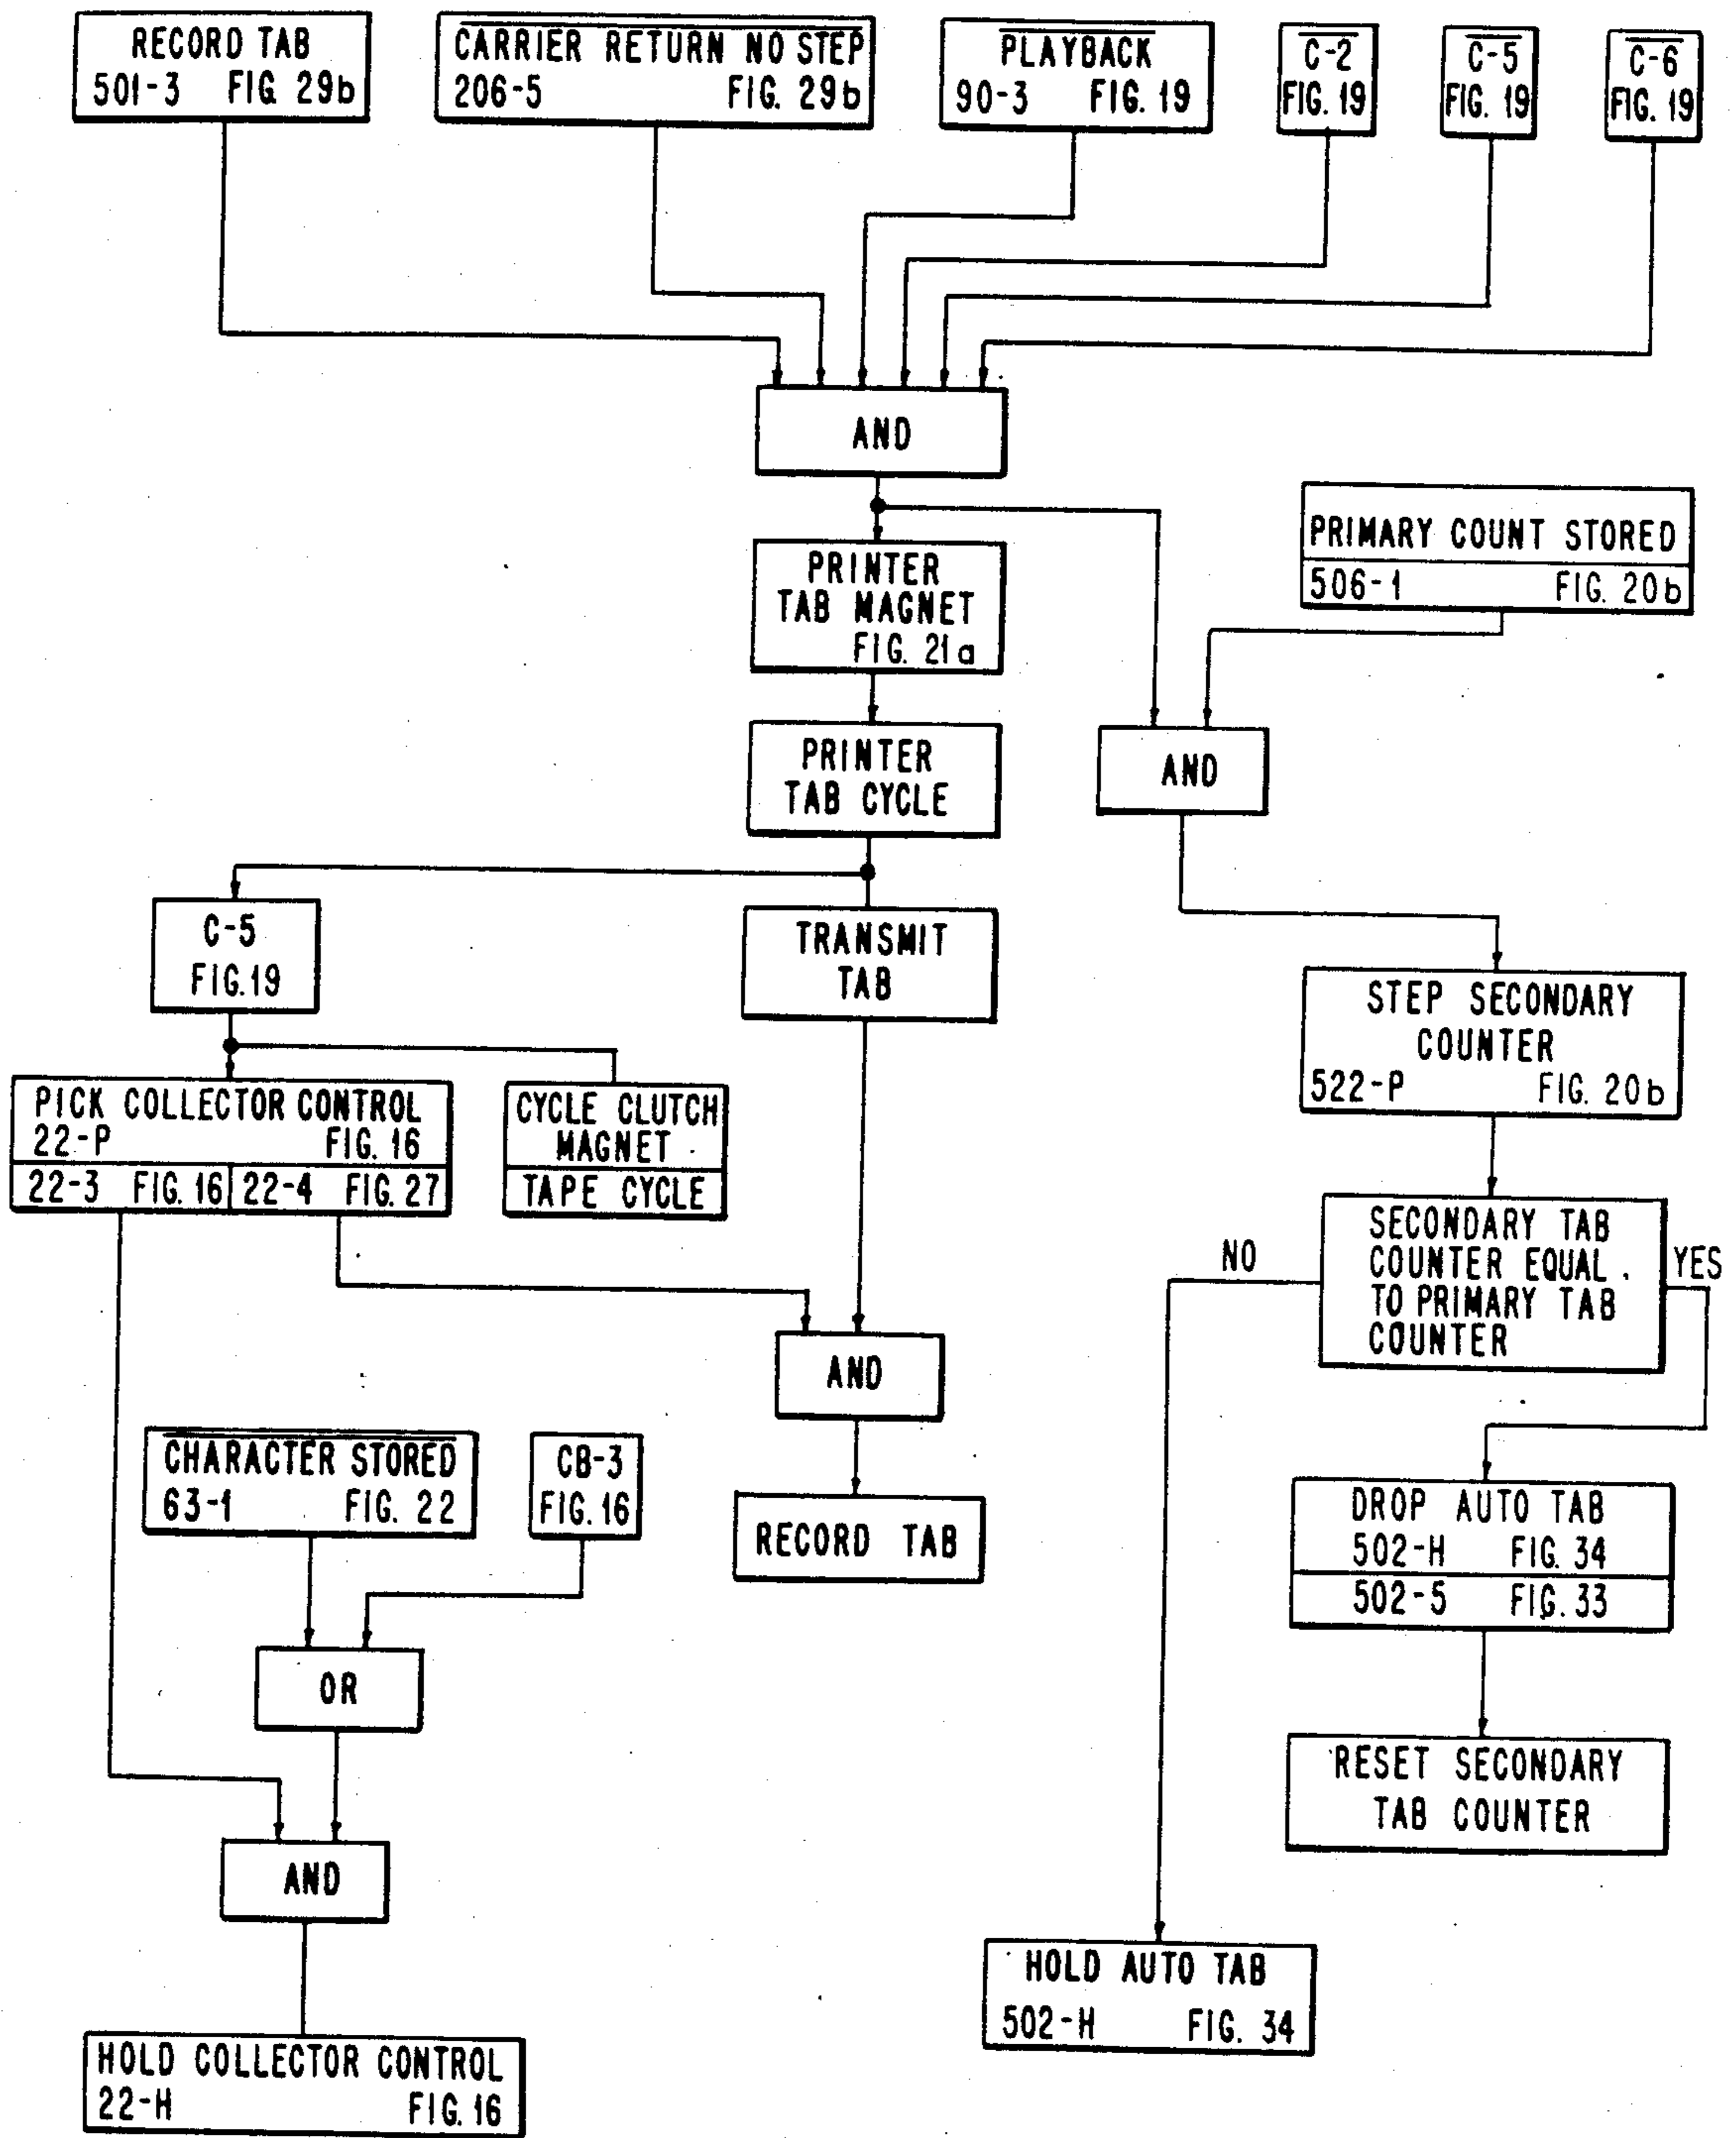 RECORD TAB
501-3 FIG. 29b
CARRIER RETURN NO STEP
206-5 FIG. 29b
PLAYBACK
90-3 FIG. 19
C-2
FIG. 19
C-5
FIG. 19
C-6
FIG. 19
AND
PRINTER
TAB MAGNET
FIG. 21a
PRIMARY COUNT STORED
506-1 FIG. 20b
PRINTER
TAB CYCLE
AND
C-5
FIG. 19
TRANSMIT
TAB
STEP SECONDARY
COUNTER
522-P FIG. 20b
PICK COLLECTOR CONTROL
22-P FIG. 16
22-3 FIG. 16 22-4 FIG. 27
CYCLE CLUTCH
MAGNET
TAPE CYCLE
SECONDARY TAB
COUNTER EQUAL
TO PRIMARY TAB
COUNTER
NO
YES
AND
CHARACTER STORED
63-1 FIG. 22
CB-3
FIG. 16
RECORD TAB
DROP AUTO TAB
502-H FIG. 34
502-5 FIG. 33
OR
RESET SECONDARY
TAB COUNTER
AND
HOLD AUTO TAB
502-H FIG. 34
HOLD COLLECTOR CONTROL
22-H FIG. 16